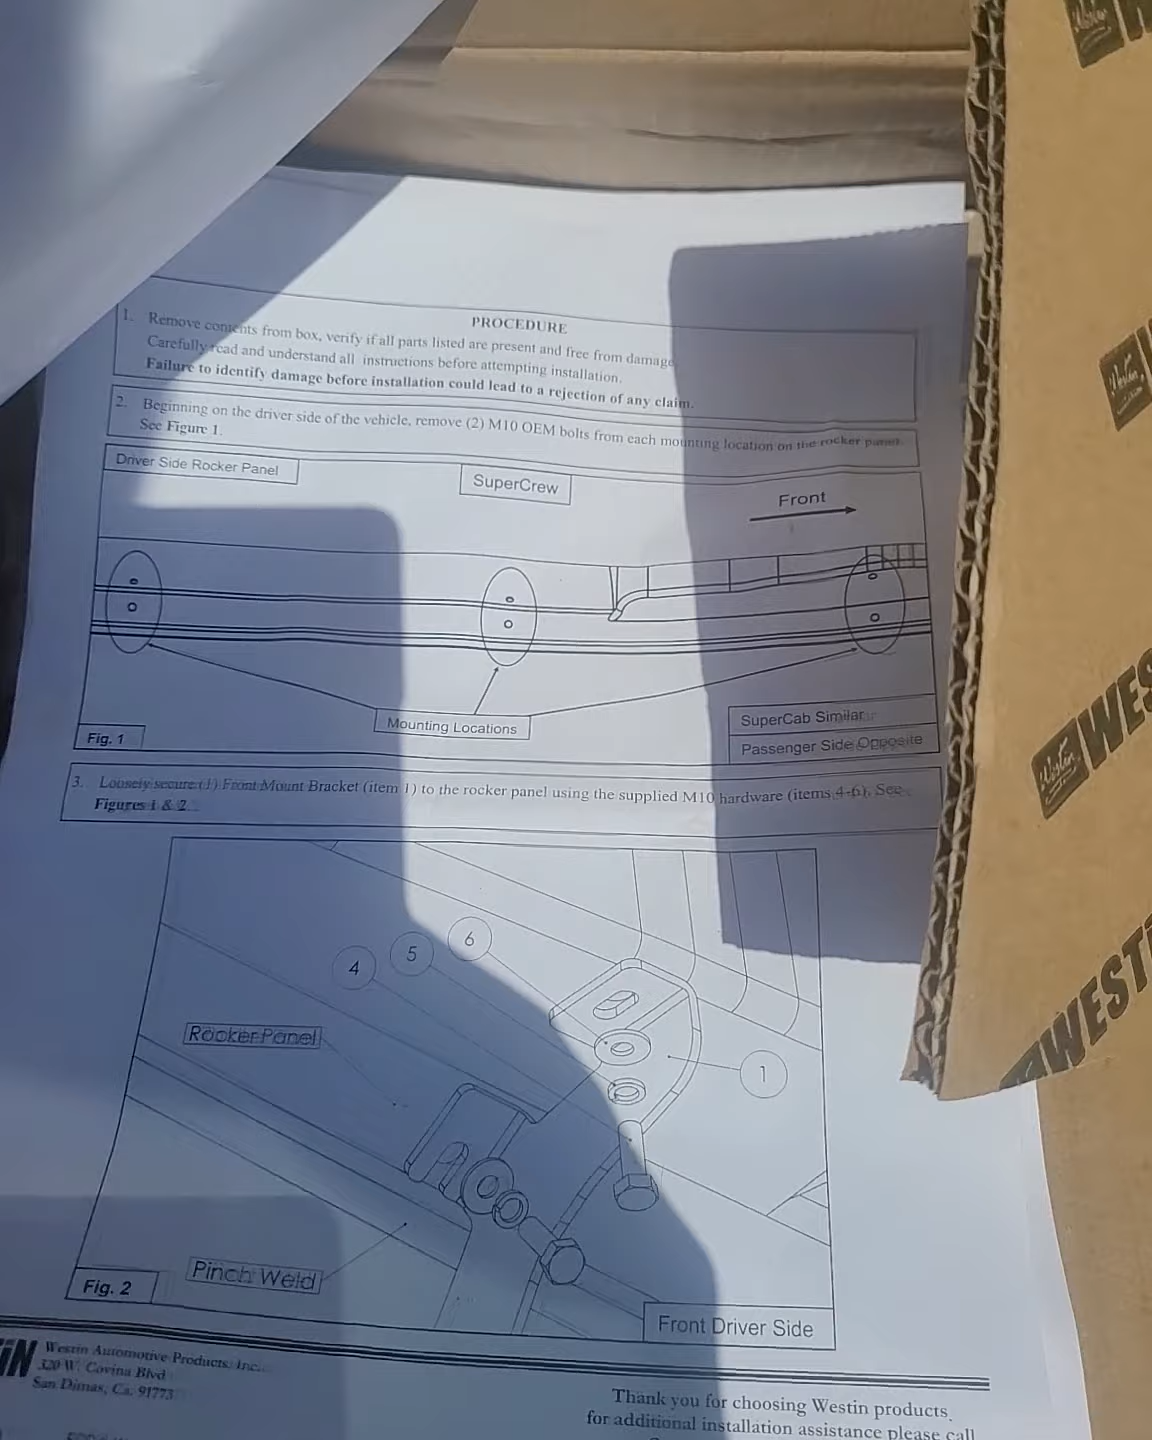 PROCEDURE
1. Remove contents from box, verify if all parts listed are present and free from damage
Carefully read and understand all instructions before attempting installation.
Failure to identify damage before installation could lead to a rejection of any claim.
2. Beginning on the driver side of the vehicle, remove (2) M10 OEM bolts from each mounting location on the rocker panel.
See Figure 1.
Driver Side Rocker Panel
SuperCrew
Front
Mounting Locations
SuperCab Similar
Passenger Side Opposite
Fig. 1
3. Loosely secure (1) Front Mount Bracket (item 1) to the rocker panel using the supplied M10 hardware (items 4-6). See
Figures 1 & 2.
6
5
4
Rocker Panel
1
Pinch Weld
Fig. 2
Front Driver Side
Westin Automotive Products, Inc.
320 W. Covina Blvd
San Dimas, Ca. 91773
Thank you for choosing Westin products
for additional installation assistance please call
Westin
Westin
Westin WES
WESTI